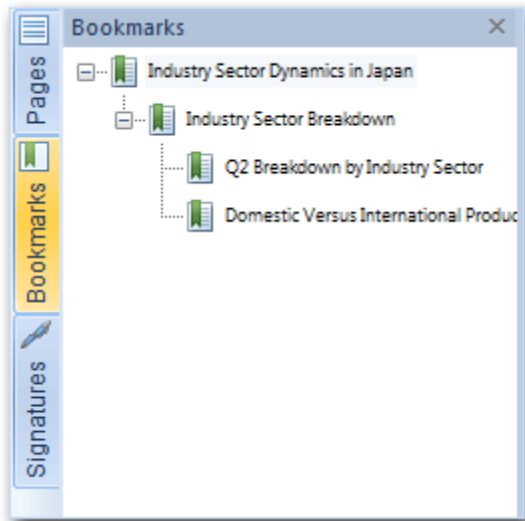 Bookmarks
Pages
Bookmarks
Signatures
Industry Sector Dynamics in Japan
Industry Sector Breakdown
Q2 Breakdown by Industry Sector
Domestic Versus International Produc